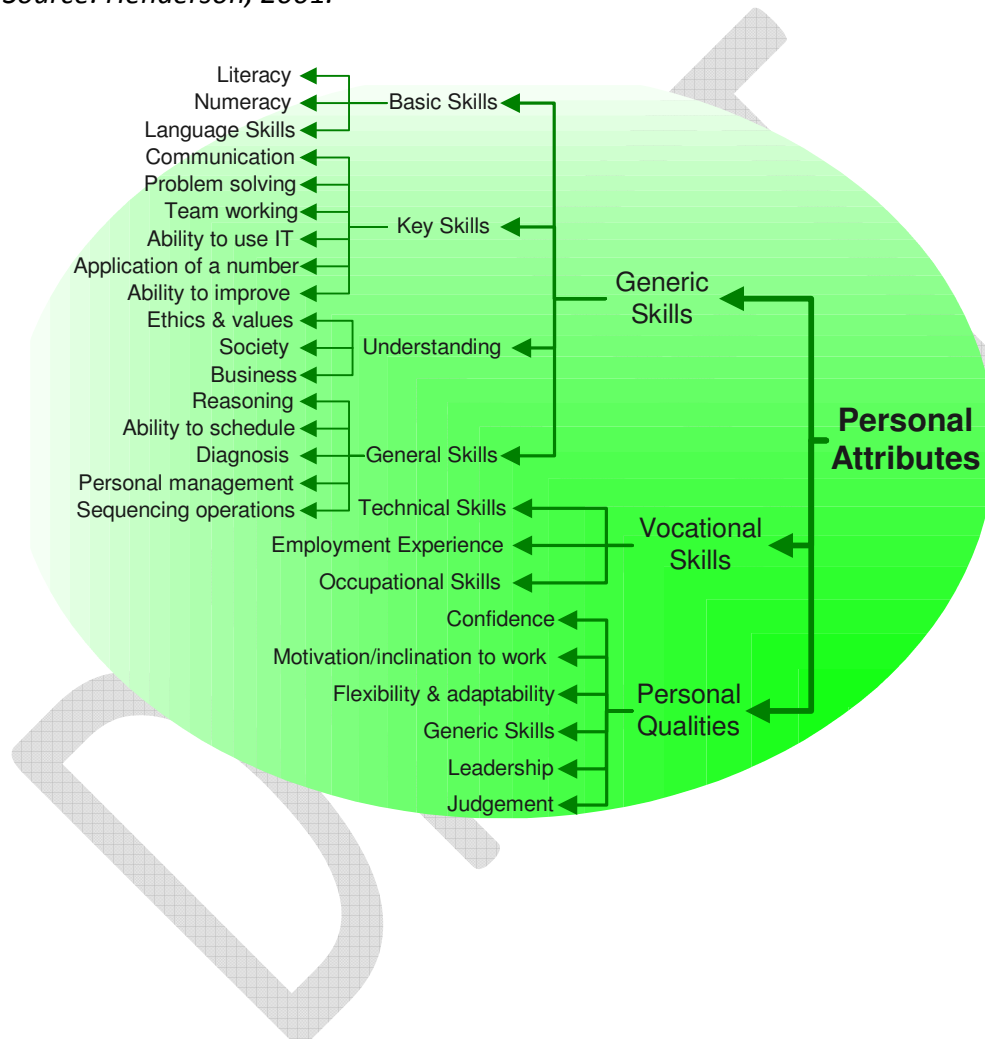 Source: Henderson, 2001.
Literacy
Numeracy
Language Skills
Basic Skills
Communication
Problem solving
Team working
Ability to use IT
Application of a number
Ability to improve
Key Skills
Ethics & values
Society
Business
Understanding
Reasoning
Ability to schedule
Diagnosis
Personal management
Sequencing operations
General Skills
Generic
Skills
Technical Skills
Employment Experience
Occupational Skills
Vocational
Skills
Confidence
Motivation/inclination to work
Flexibility & adaptability
Generic Skills
Leadership
Judgement
Personal
Qualities
Personal
Attributes